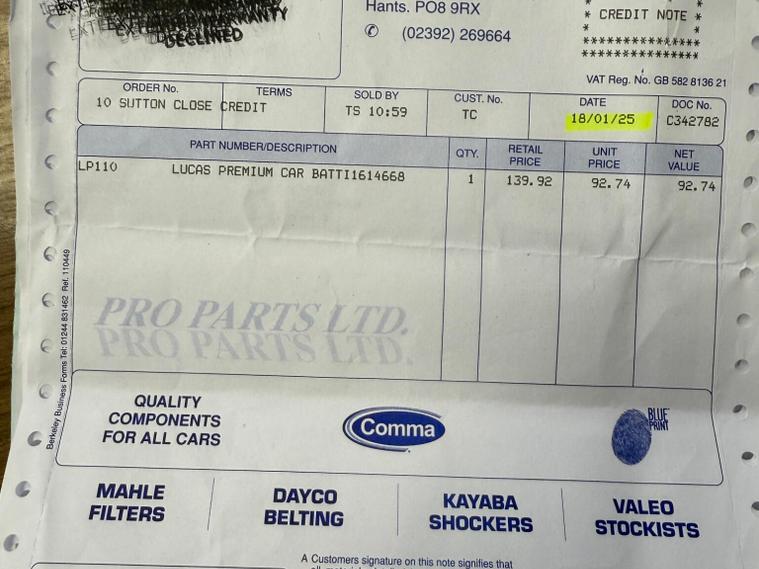 EXTENDED WARRANTY
DECLINED
Hants. PO8 9RX
✆ (02392) 269664
* CREDIT NOTE *
* *
****************
****************
VAT Reg. No. GB 582 8136 21
ORDER No. TERMS SOLD BY CUST. No. DATE DOC No.
10 SUTTON CLOSE CREDIT TS 10:59 TC 18/01/25 C342782
PART NUMBER/DESCRIPTION QTY. RETAIL PRICE UNIT PRICE NET VALUE
LP110 LUCAS PREMIUM CAR BATTI1614668 1 139.92 92.74 92.74
PRO PARTS LTD.
PRO PARTS LTD.
Berkeley Business Forms Tel: 01244 831462 Ref. 110449
QUALITY
COMPONENTS
FOR ALL CARS
Comma
BLUE
PRINT
MAHLE
FILTERS
DAYCO
BELTING
KAYABA
SHOCKERS
VALEO
STOCKISTS
A Customers signature on this note signifies that